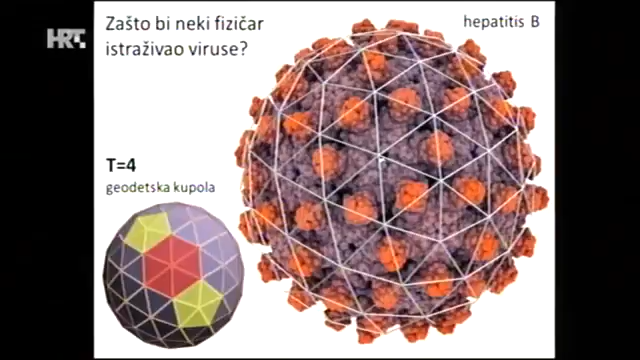 HRT
Zašto bi neki fizičar
istraživao viruse?
hepatitis B
T=4
geodetska kupola